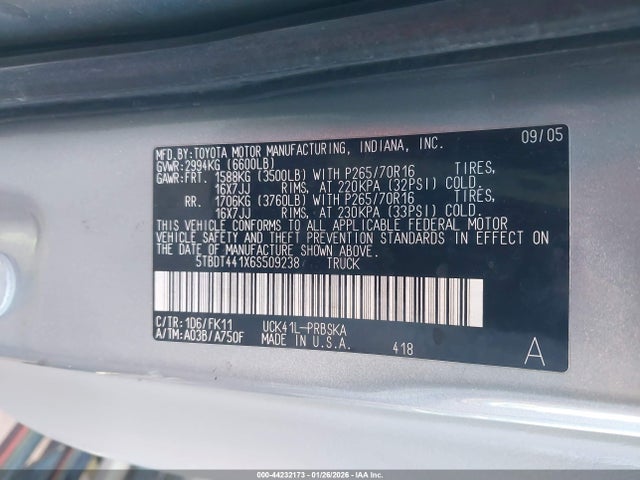 09/05
MFD.BY:TOYOTA MOTOR MANUFACTURING, INDIANA, INC.
GVWR:2994KG (6600LB)
GAWR:FRT. 1588KG (3500LB) WITH P265/70R16 TIRES,
16X7JJ RIMS, AT 220KPA (32PSI) COLD.
RR. 1706KG (3760LB) WITH P265/70R16 TIRES,
16X7JJ RIMS, AT 230KPA (33PSI) COLD.
THIS VEHICLE CONFORMS TO ALL APPLICABLE FEDERAL MOTOR
VEHICLE SAFETY AND THEFT PREVENTION STANDARDS IN EFFECT ON
THE DATE OF MANUFACTURE SHOWN ABOVE.
5TBDT441X6S509238 TRUCK
C/TR:1D6/FK11 UCK41L-PRBSKA
A/TM:A03B/A750F MADE IN U.S.A. 418 A
000-44232173 - 01/26/2026 - IAA Inc.